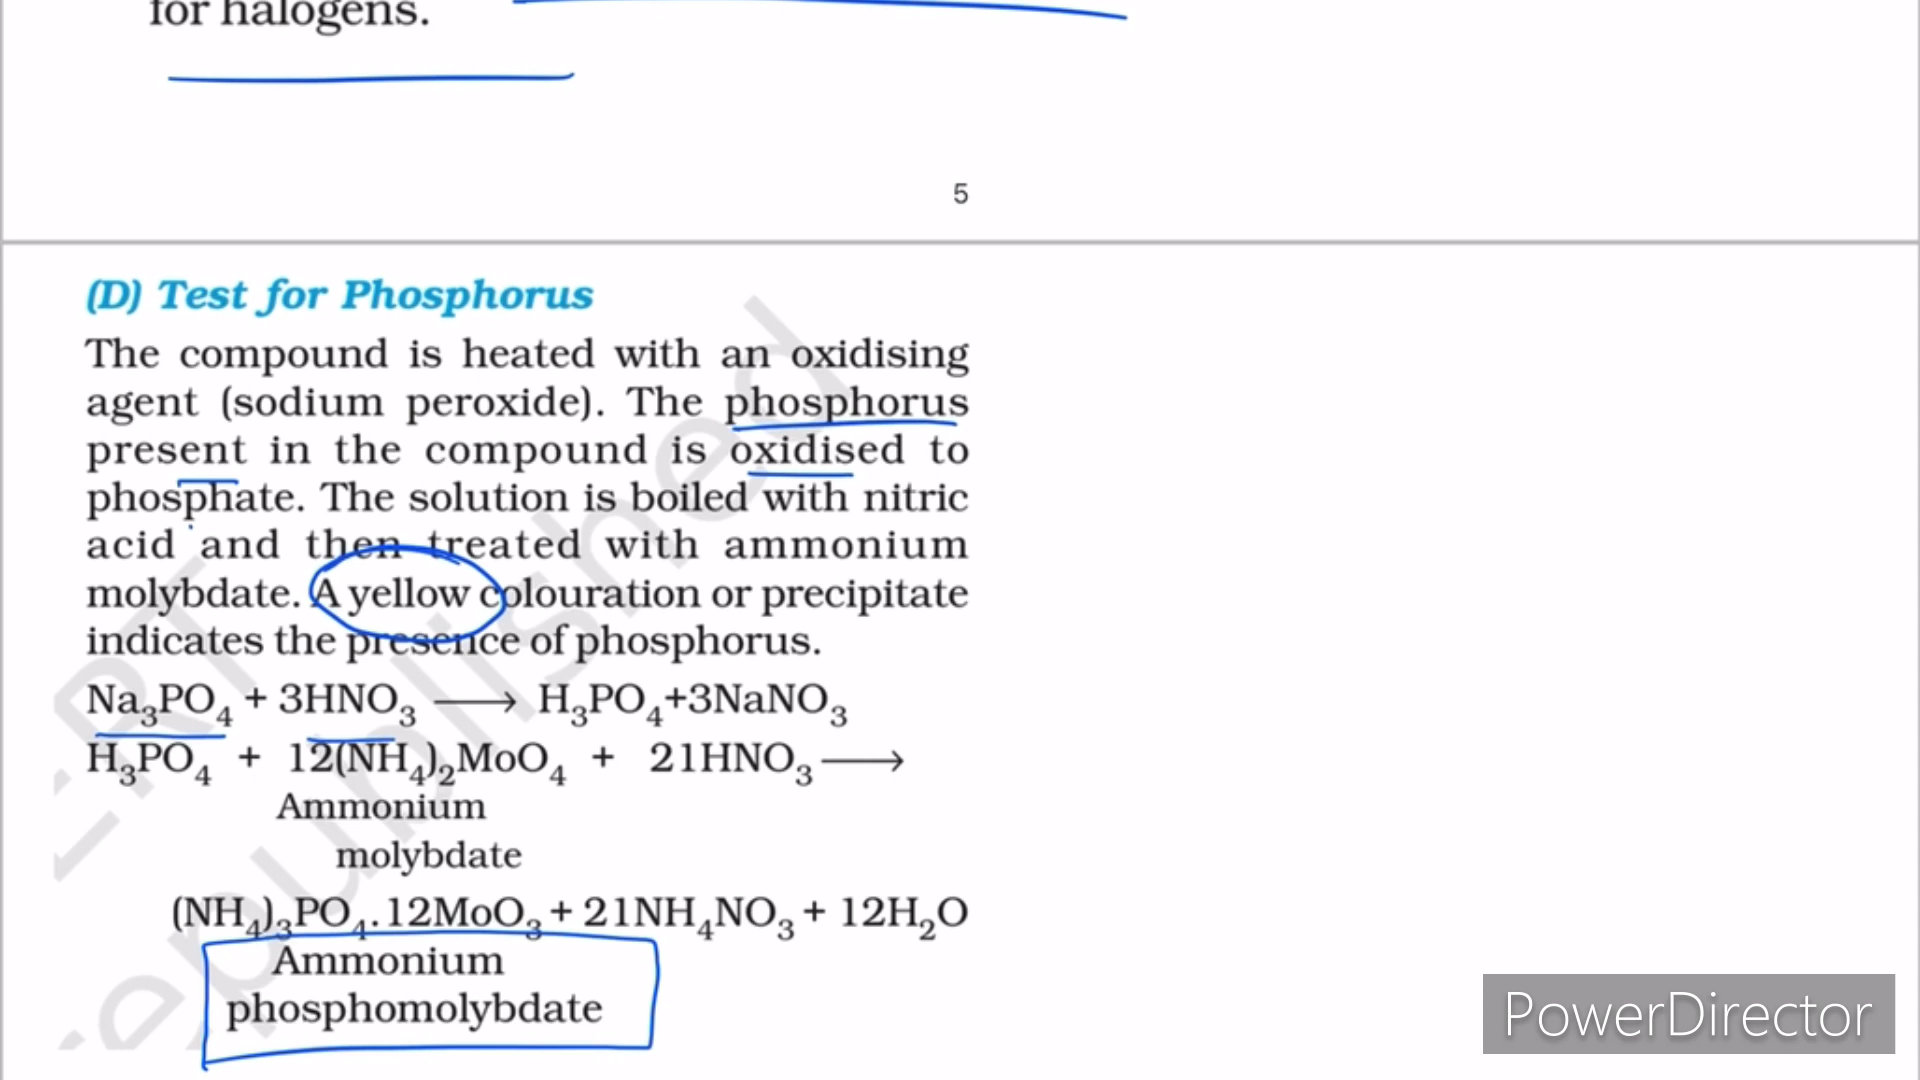 for halogens.
5
(D) Test for Phosphorus
The compound is heated with an oxidising
agent (sodium peroxide). The phosphorus
present in the compound is oxidised to
phosphate. The solution is boiled with nitric
acid and then treated with ammonium
molybdate. A yellow colouration or precipitate
indicates the presence of phosphorus.
Na₃PO₄ + 3HNO₃ ⟶ H₃PO₄+3NaNO₃
H₃PO₄ + 12(NH₄)₂MoO₄ + 21HNO₃ ⟶
Ammonium
molybdate
(NH₄)₃PO₄.12MoO₃ + 21NH₄NO₃ + 12H₂O
Ammonium
phosphomolybdate
PowerDirector